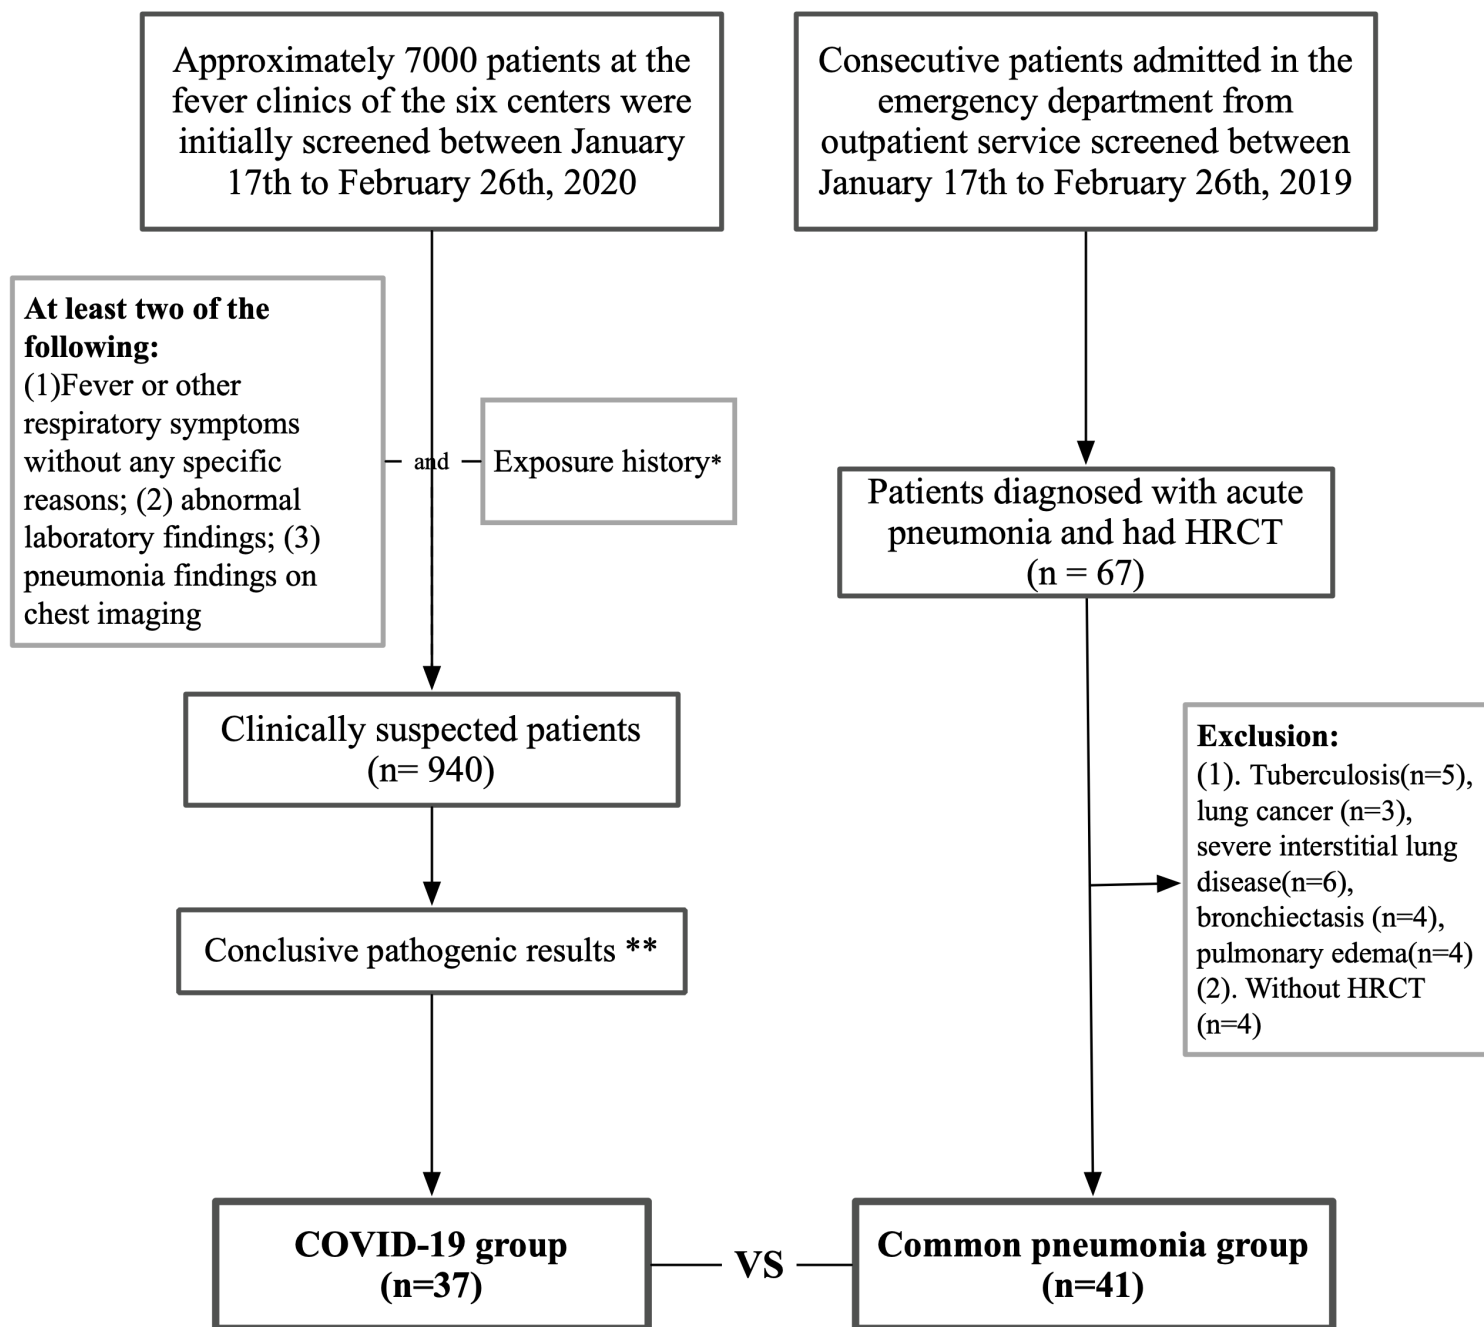 Approximately 7000 patients at the
fever clinics of the six centers were
initially screened between January
17th to February 26th, 2020
Consecutive patients admitted in the
emergency department from
outpatient service screened between
January 17th to February 26th, 2019
At least two of the
following:
(1)Fever or other
respiratory symptoms
without any specific
reasons; (2) abnormal
laboratory findings; (3)
pneumonia findings on
chest imaging
and
Exposure history*
Patients diagnosed with acute
pneumonia and had HRCT
(n = 67)
Clinically suspected patients
(n= 940)
Exclusion:
(1). Tuberculosis(n=5),
lung cancer (n=3),
severe interstitial lung
disease(n=6),
bronchiectasis (n=4),
pulmonary edema(n=4)
(2). Without HRCT
(n=4)
Conclusive pathogenic results **
COVID-19 group
(n=37)
VS
Common pneumonia group
(n=41)